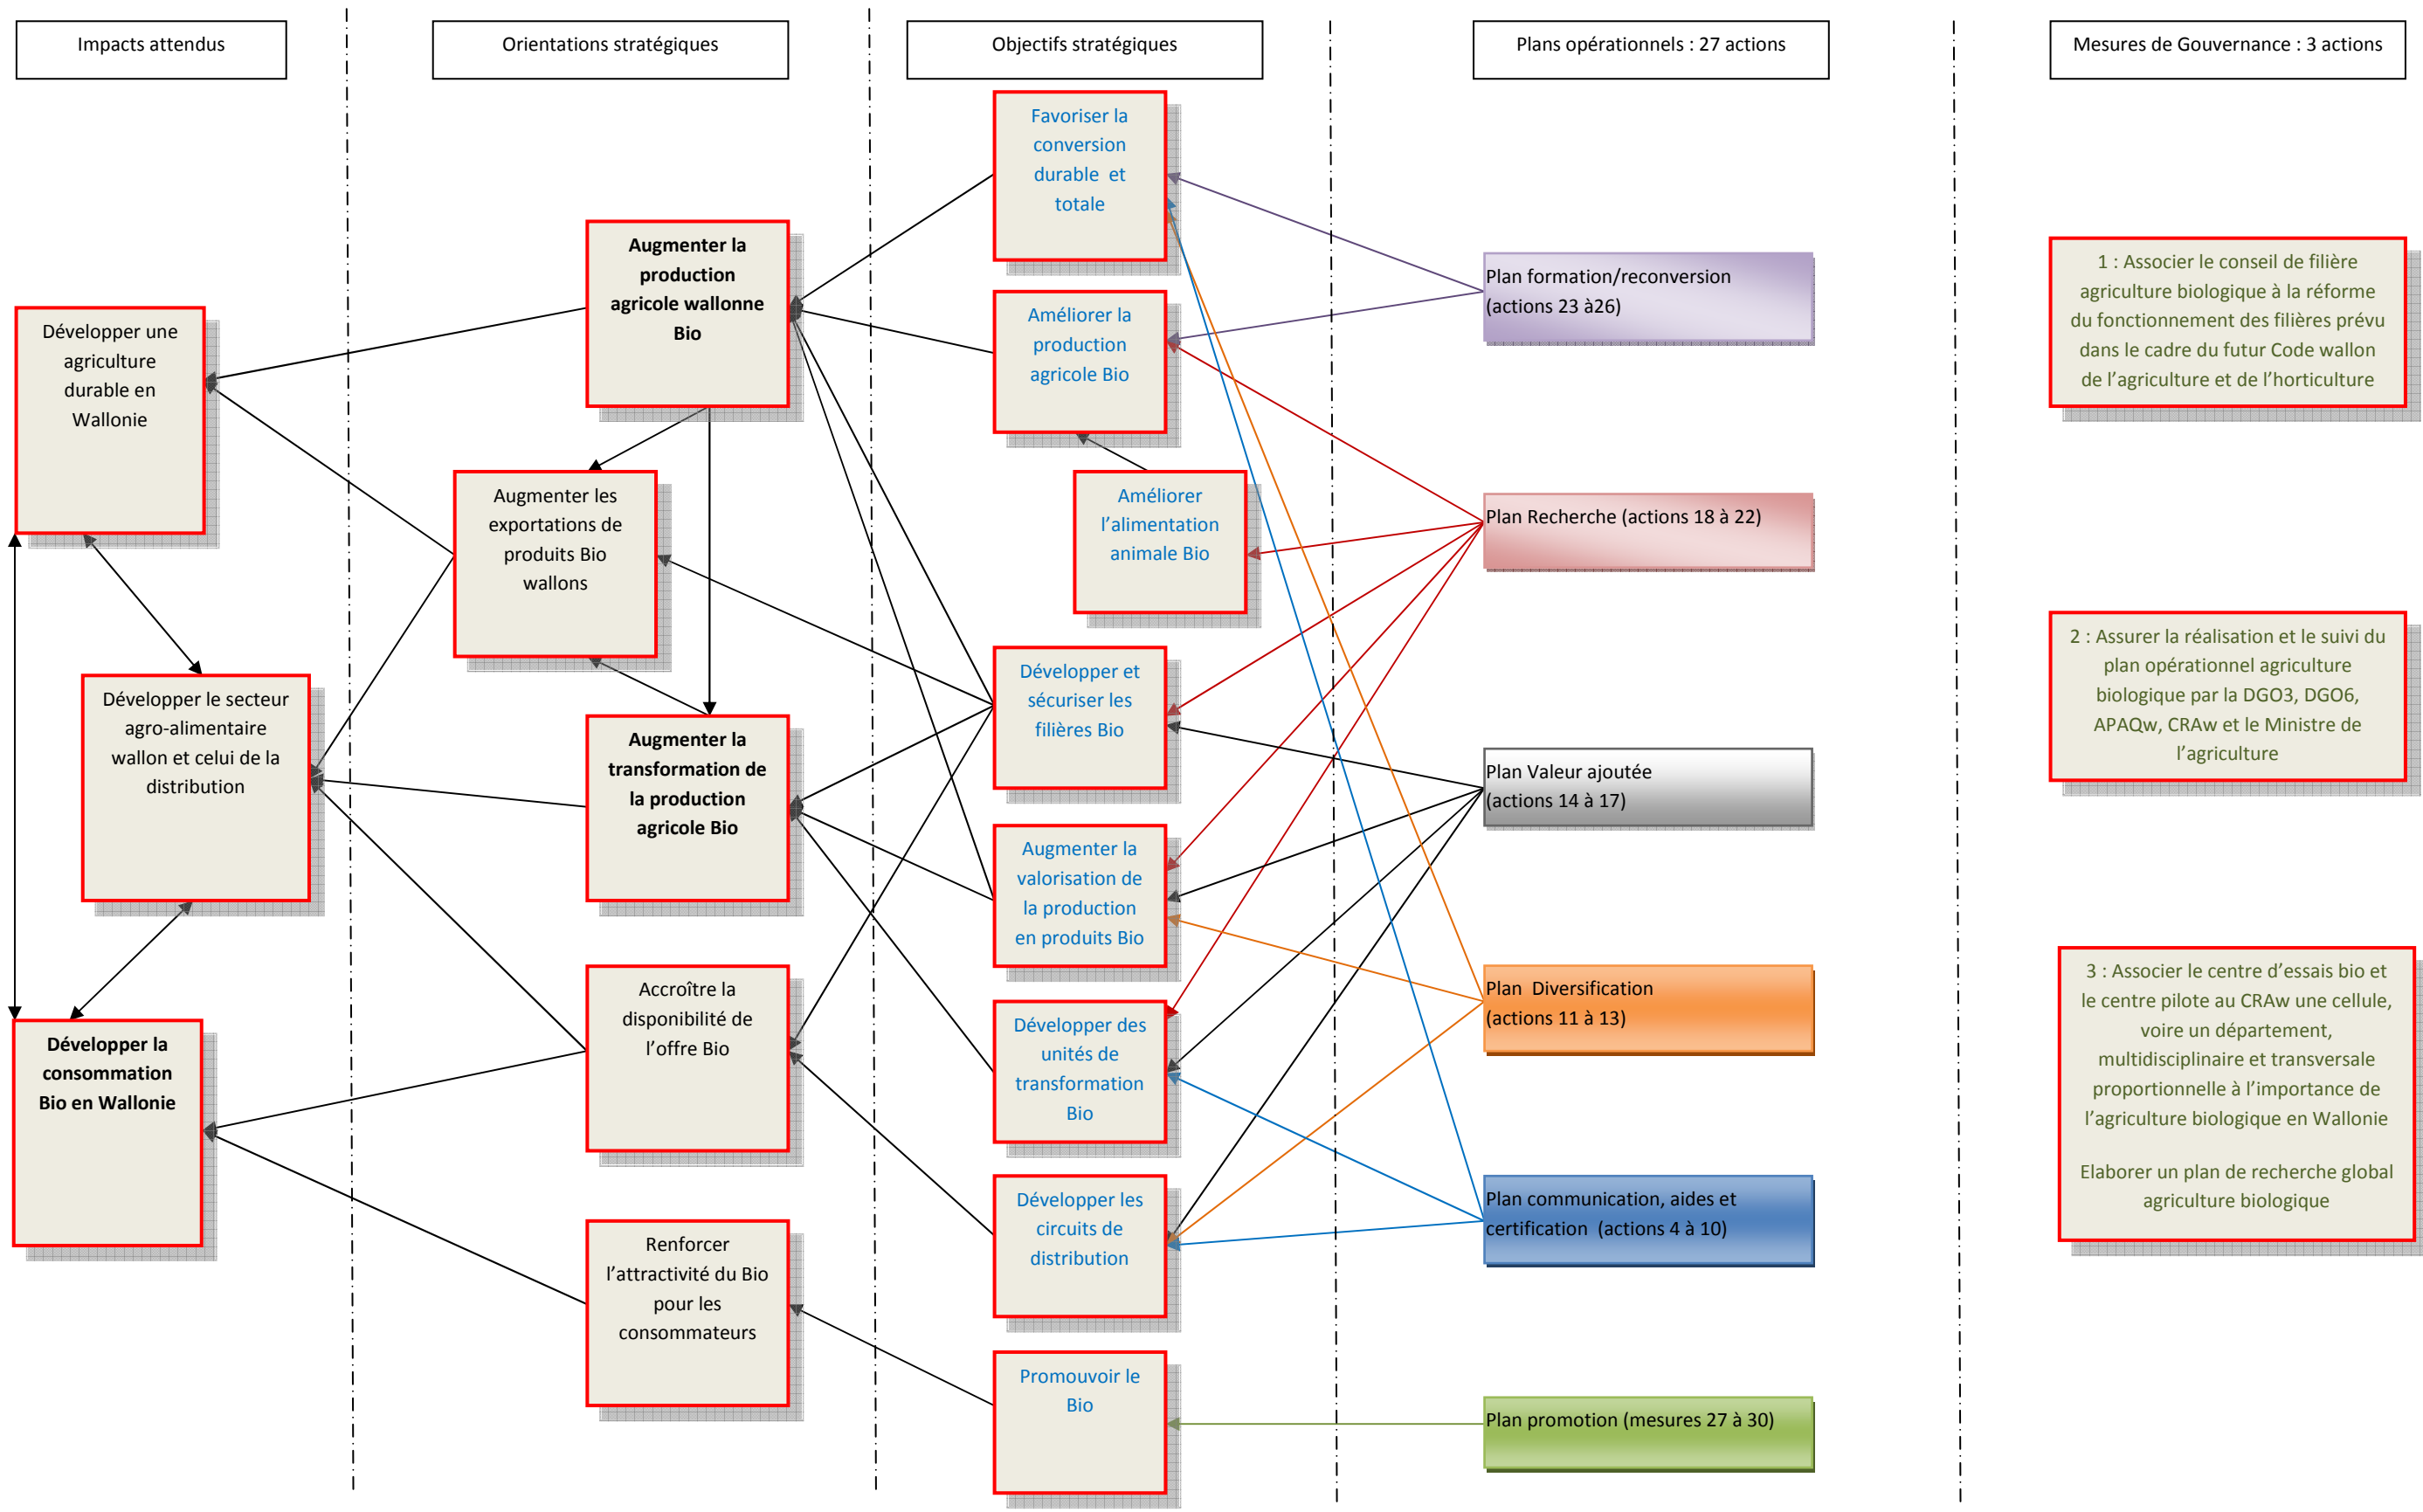 Impacts attendus
Orientations stratégiques
Objectifs stratégiques
Plans opérationnels : 27 actions
Mesures de Gouvernance : 3 actions
Développer une
agriculture
durable en
Wallonie
Développer le secteur
agro-alimentaire
wallon et celui de la
distribution
Développer la
consommation
Bio en Wallonie
Augmenter la
production
agricole wallonne
Bio
Augmenter les
exportations de
produits Bio
wallons
Augmenter la
transformation de
la production
agricole Bio
Accroître la
disponibilité de
l’offre Bio
Renforcer
l’attractivité du Bio
pour les
consommateurs
Favoriser la
conversion
durable et
totale
Améliorer la
production
agricole Bio
Améliorer
l’alimentation
animale Bio
Développer et
sécuriser les
filières Bio
Augmenter la
valorisation de
la production
en produits Bio
Développer des
unités de
transformation
Bio
Développer les
circuits de
distribution
Promouvoir le
Bio
Plan formation/reconversion
(actions 23 à26)
Plan Recherche (actions 18 à 22)
Plan Valeur ajoutée
(actions 14 à 17)
Plan Diversification
(actions 11 à 13)
Plan communication, aides et
certification (actions 4 à 10)
Plan promotion (mesures 27 à 30)
1 : Associer le conseil de filière
agriculture biologique à la réforme
du fonctionnement des filières prévu
dans le cadre du futur Code wallon
de l’agriculture et de l’horticulture
2 : Assurer la réalisation et le suivi du
plan opérationnel agriculture
biologique par la DGO3, DGO6,
APAQw, CRAw et le Ministre de
l’agriculture
3 : Associer le centre d’essais bio et
le centre pilote au CRAw une cellule,
voire un département,
multidisciplinaire et transversale
proportionnelle à l’importance de
l’agriculture biologique en Wallonie
Elaborer un plan de recherche global
agriculture biologique